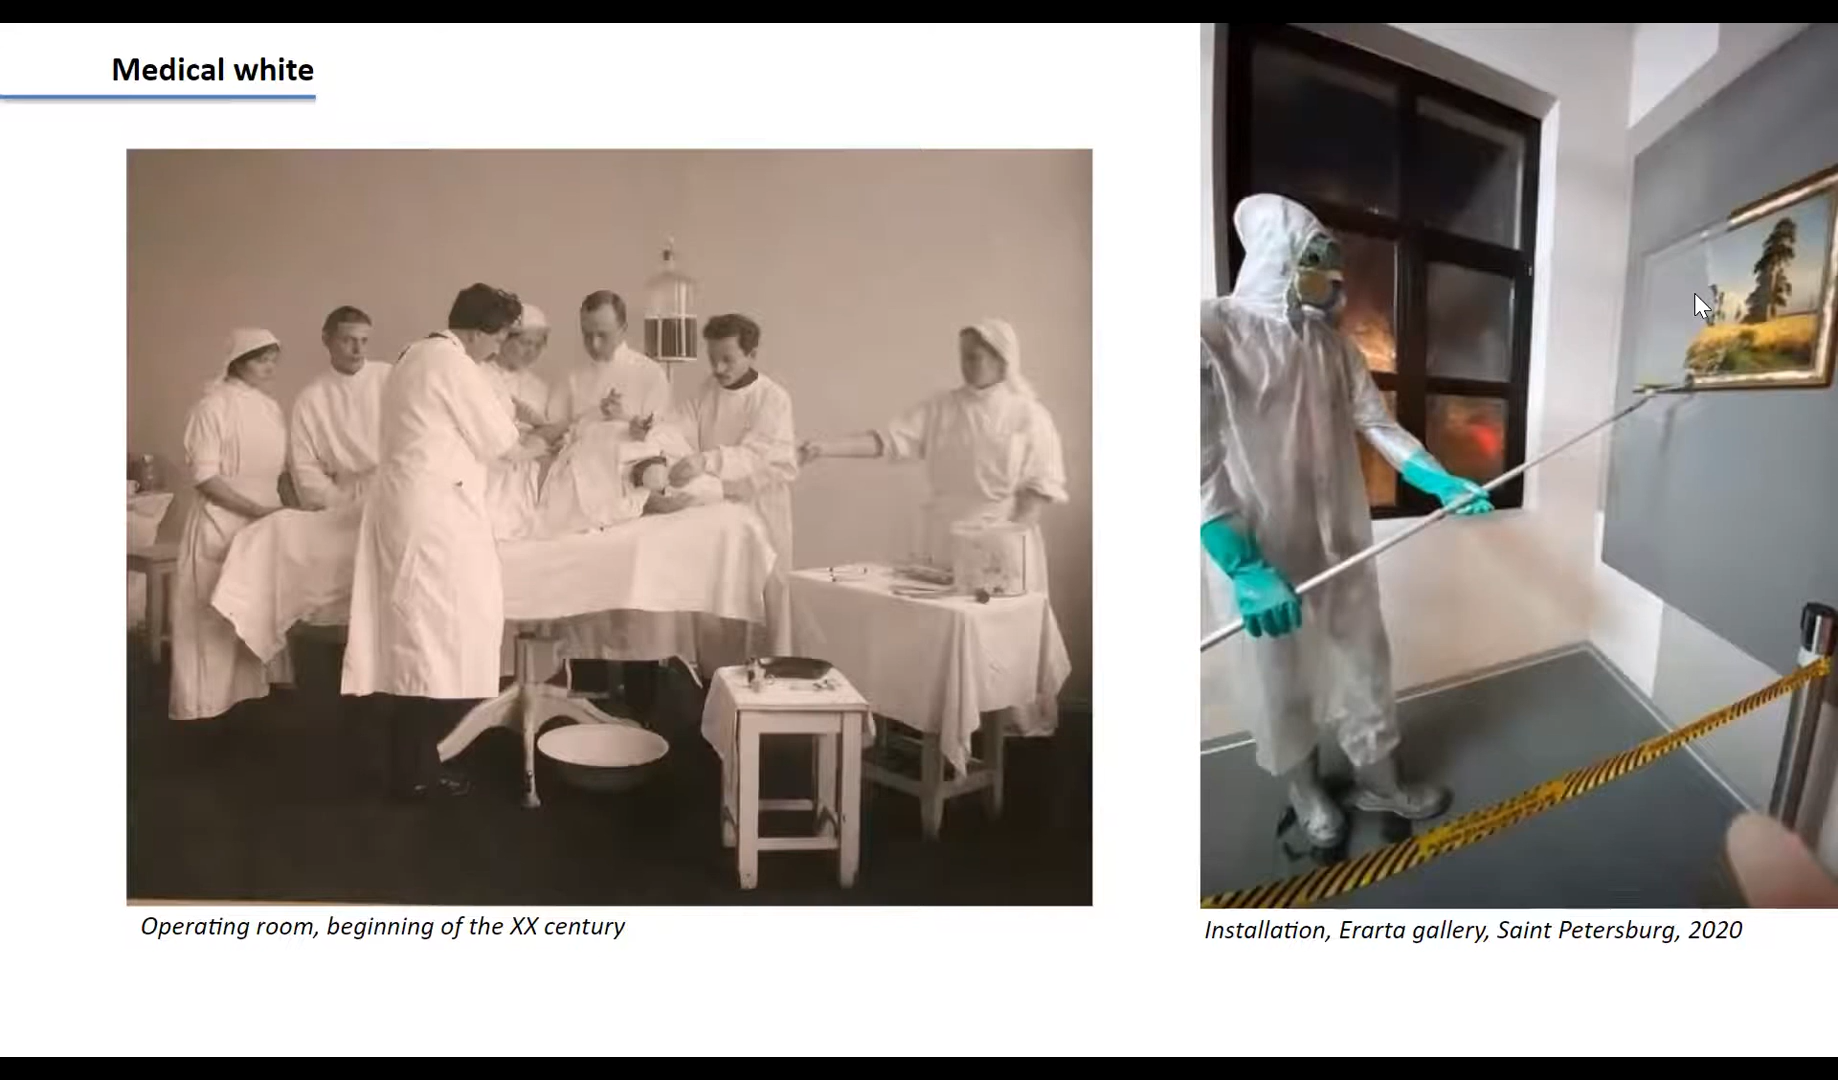 Medical white
Operating room, beginning of the XX century
Installation, Erarta gallery, Saint Petersburg, 2020